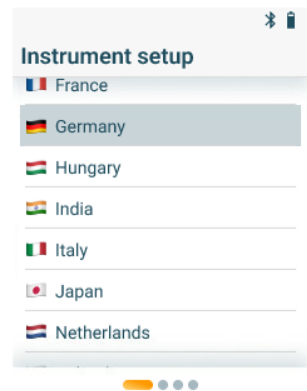 Instrument setup
France
Germany
Hungary
India
Italy
Japan
Netherlands